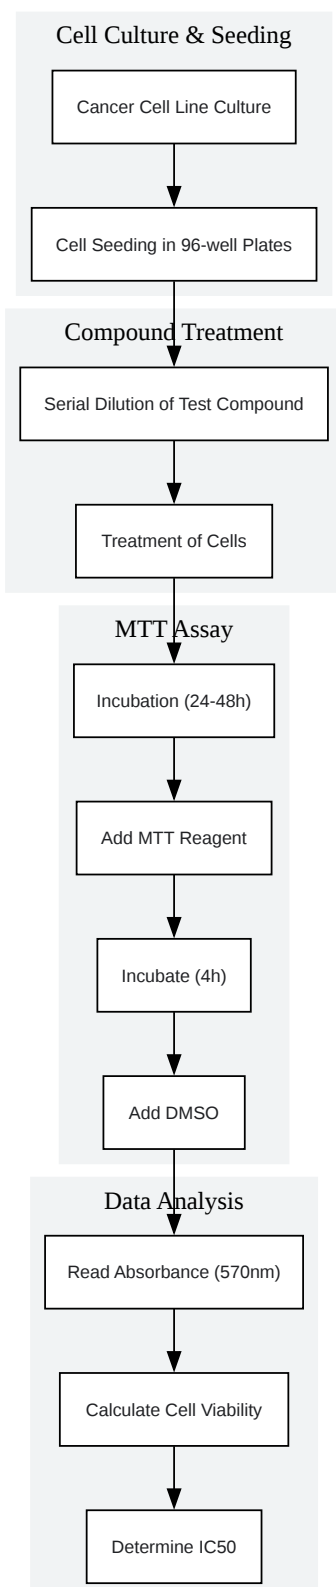 Cell Culture & Seeding
Cancer Cell Line Culture
Cell Seeding in 96-well Plates
Compound Treatment
Serial Dilution of Test Compound
Treatment of Cells
MTT Assay
Incubation (24-48h)
Add MTT Reagent
Incubate (4h)
Add DMSO
Data Analysis
Read Absorbance (570nm)
Calculate Cell Viability
Determine IC50